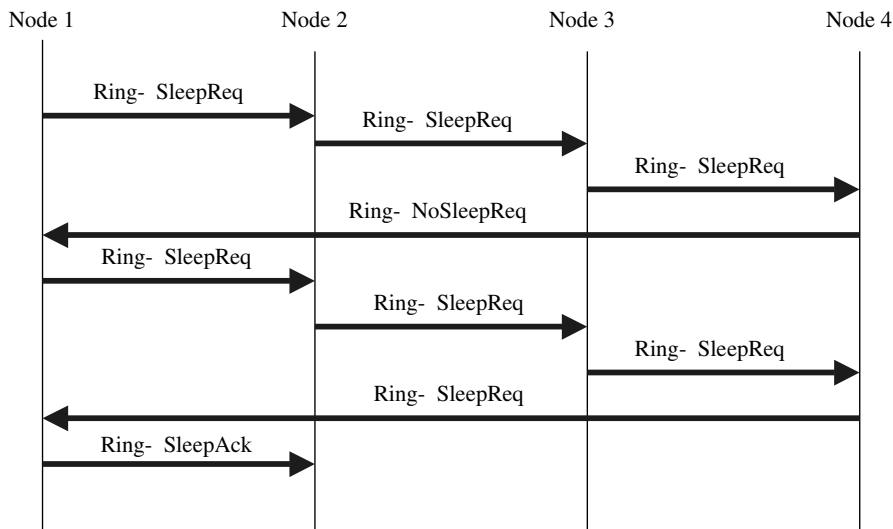 Node 1
Node 2
Node 3
Node 4
Ring- SleepReq
Ring- SleepReq
Ring- SleepReq
Ring- NoSleepReq
Ring- SleepReq
Ring- SleepReq
Ring- SleepReq
Ring- SleepReq
Ring- SleepAck